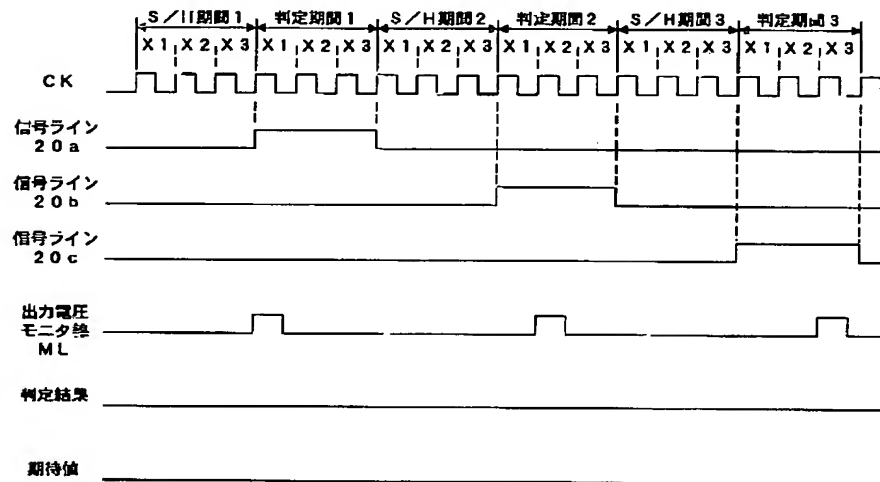 S/H期間1 判定期間1 S/H期間2 判定期間2 S/H期間3 判定期間3
X1 X2 X3 X1 X2 X3 X1 X2 X3 X1 X2 X3 X1 X2 X3 X1 X2 X3
CK
信号ライン
20a
信号ライン
20b
信号ライン
20c
出力電圧
モニタ線
ML
判定結果
期待値